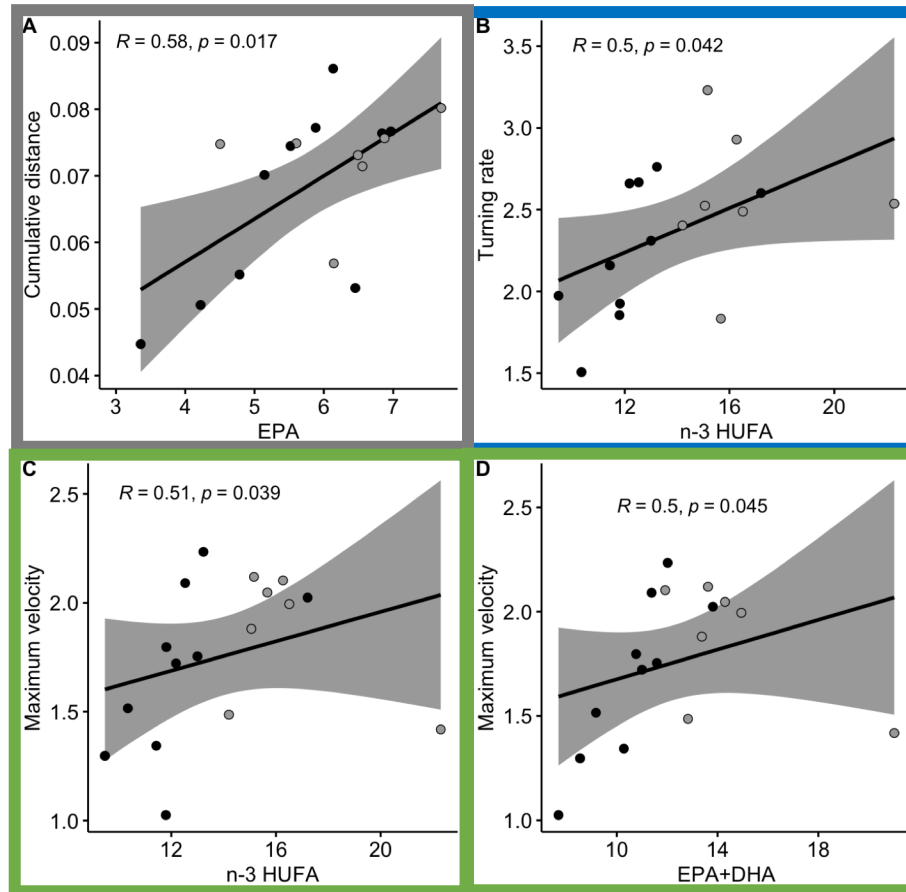 A
R = 0.58, p = 0.017
0.09
0.08
0.07
0.06
0.05
0.04
Cumulative distance
3 4 5 6 7
EPA
B
R = 0.5, p = 0.042
3.5
3.0
2.5
2.0
1.5
Turning rate
12 16 20
n-3 HUFA
C
R = 0.51, p = 0.039
2.5
2.0
1.5
1.0
Maximum velocity
12 16 20
n-3 HUFA
D
R = 0.5, p = 0.045
2.5
2.0
1.5
1.0
Maximum velocity
10 14 18
EPA+DHA